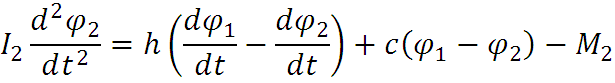 I₂ d²φ₂/dt² = h(dφ₁/dt − dφ₂/dt) + c(φ₁ − φ₂) − M₂